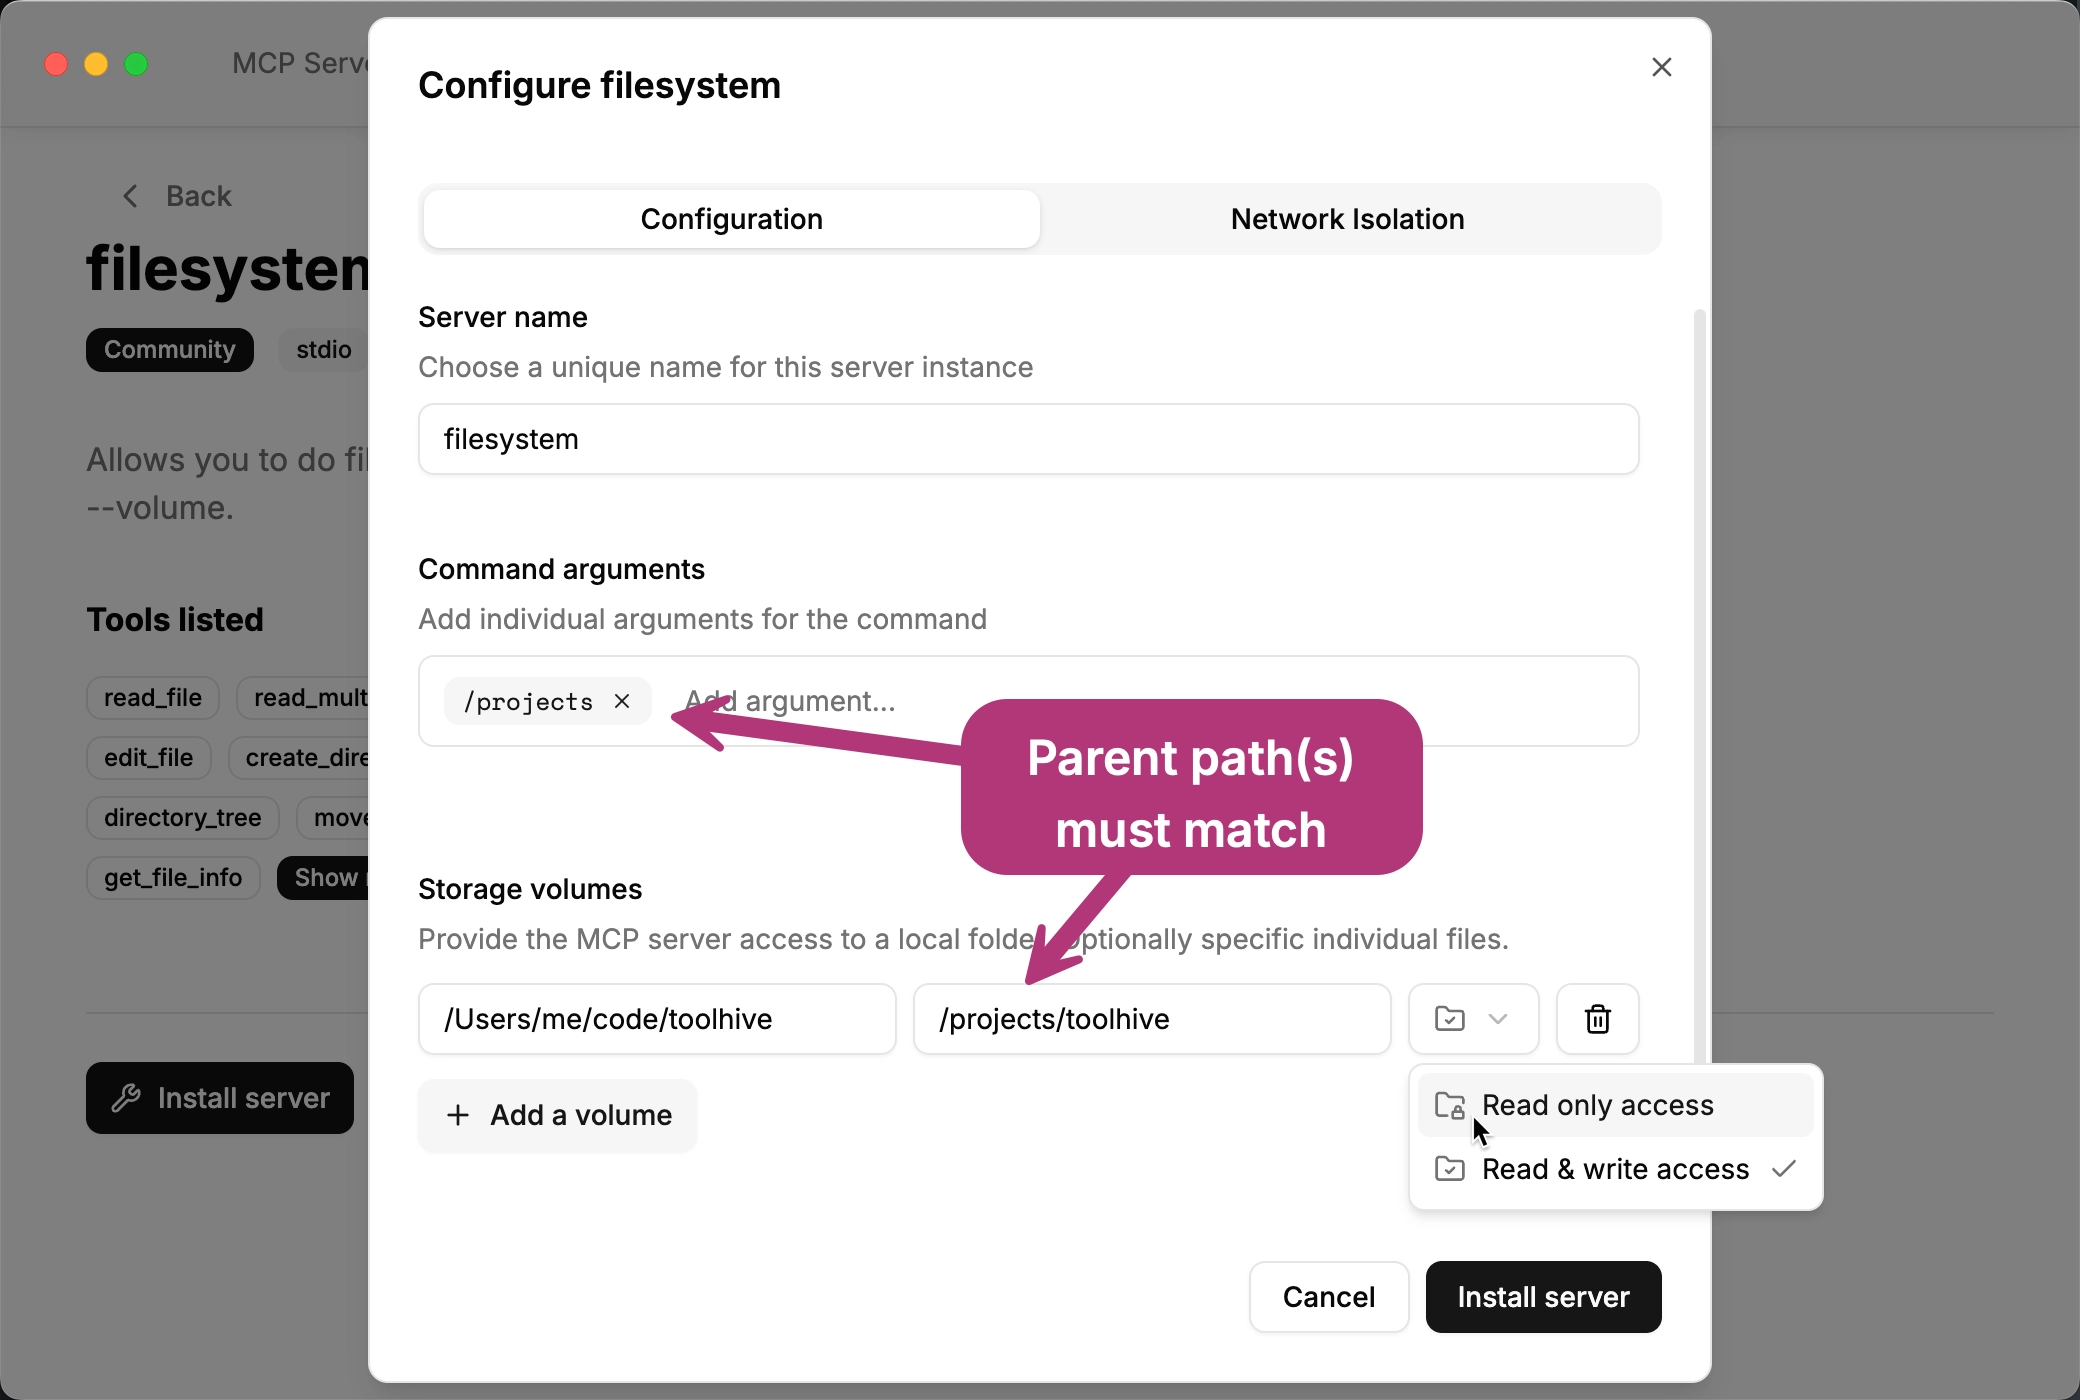 MCP Serve
Configure filesystem
Back
Configuration
Network Isolation
filesystem
Community
stdio
Server name
Choose a unique name for this server instance
filesystem
Allows you to do fil
--volume.
Command arguments
Add individual arguments for the command
Tools listed
/projects
Add argument...
read_file
read_mult
edit_file
create_dire
directory_tree
move
get_file_info
Show
Parent path(s)
must match
Storage volumes
Provide the MCP server access to a local folde optionally specific individual files.
/Users/me/code/toolhive
/projects/toolhive
Install server
Add a volume
Read only access
Read & write access
Cancel
Install server